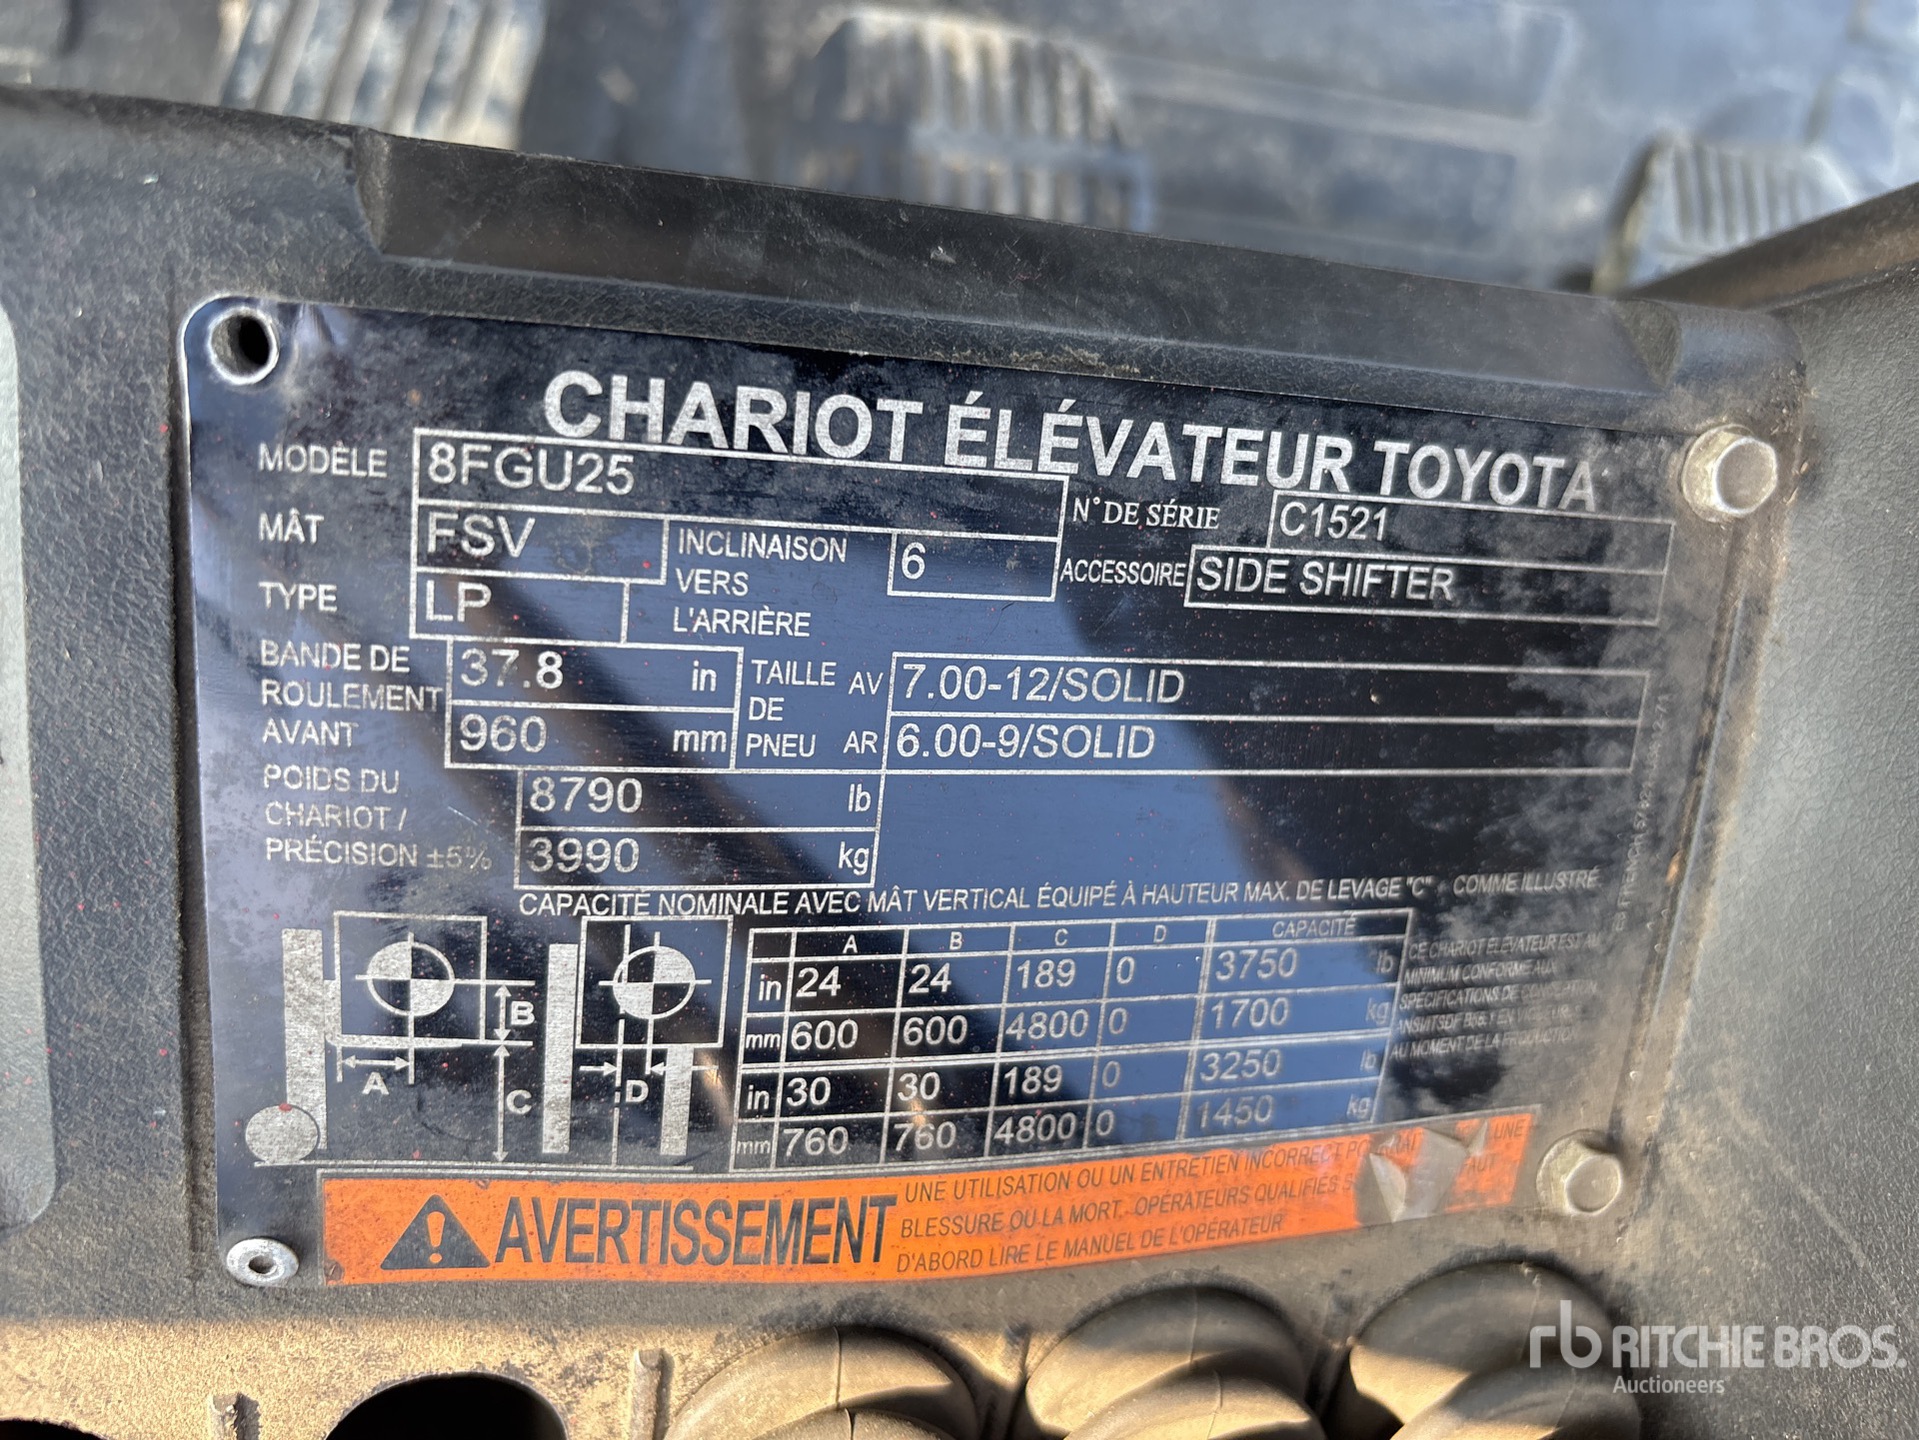 CHARIOT ÉLÉVATEUR TOYOTA
MODÈLE 8FGU25 N° DE SÉRIE C1521
MÂT FSV INCLINAISON VERS L'ARRIÈRE 6 ACCESSOIRE SIDE SHIFTER
TYPE LP
BANDE DE ROULEMENT AVANT 37.8 in
960 mm
TAILLE DE PNEU AV 7.00-12/SOLID
AR 6.00-9/SOLID
POIDS DU CHARIOT / PRÉCISION ±5% 8790 lb
3990 kg
CAPACITÉ NOMINALE AVEC MÂT VERTICAL ÉQUIPÉ À HAUTEUR MAX. DE LEVAGE "C" - COMME ILLUSTRÉ
A B C D CAPACITÉ
in 24 24 189 0 3750 lb
mm 600 600 4800 0 1700 kg
in 30 30 189 0 3250 lb
mm 760 760 4800 0 1450 kg
B
A
C
D
CE CHARIOT ÉLÉVATEUR EST AU
MINIMUM CONFORME AUX
SPÉCIFICATIONS DE
AU MOMENT DE LA PRODUCTION
AVERTISSEMENT
UNE UTILISATION OU UN ENTRETIEN INCORRECT UNE
BLESSURE OU LA MORT. OPÉRATEURS QUALIFIÉS
D'ABORD LIRE LE MANUEL DE L'OPÉRATEUR
rb RITCHIE BROS.
Auctioneers